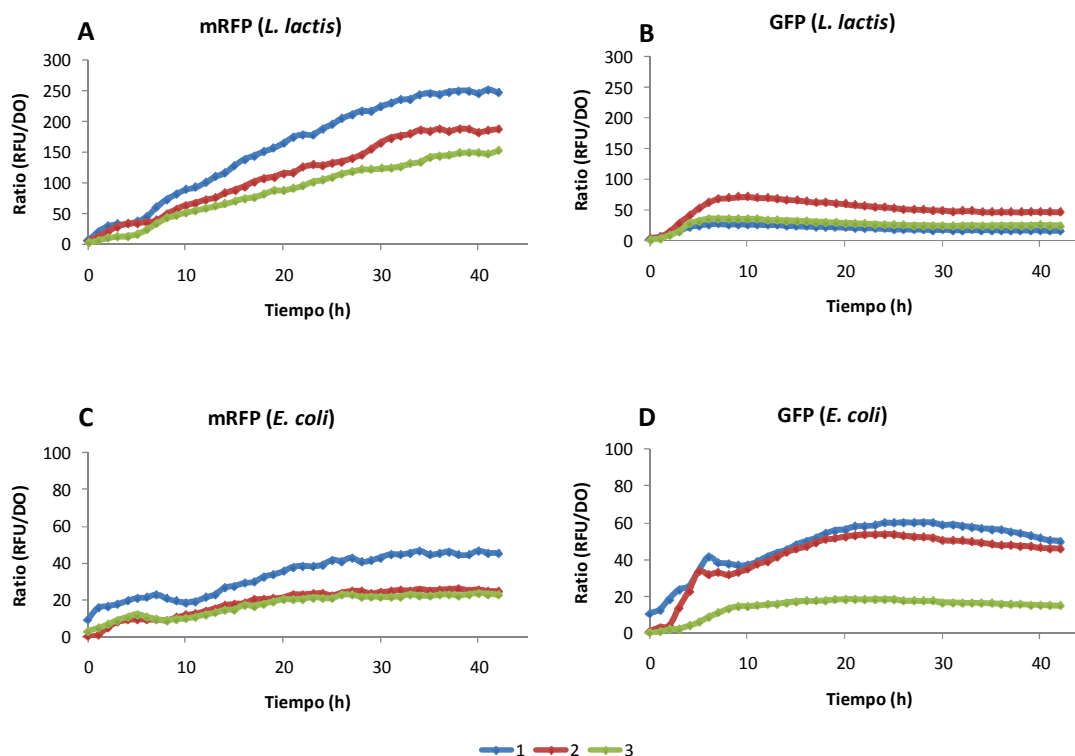 A
mRFP (L. lactis)
Ratio (RFU/DO)
300
250
200
150
100
50
0
0 10 20 30 40
Tiempo (h)
B
GFP (L. lactis)
Ratio (RFU/DO)
300
250
200
150
100
50
0
0 10 20 30 40
Tiempo (h)
C
mRFP (E. coli)
Ratio (RFU/DO)
100
80
60
40
20
0
0 10 20 30 40
Tiempo (h)
D
GFP (E. coli)
Ratio (RFU/DO)
100
80
60
40
20
0
0 10 20 30 40
Tiempo (h)
1 2 3